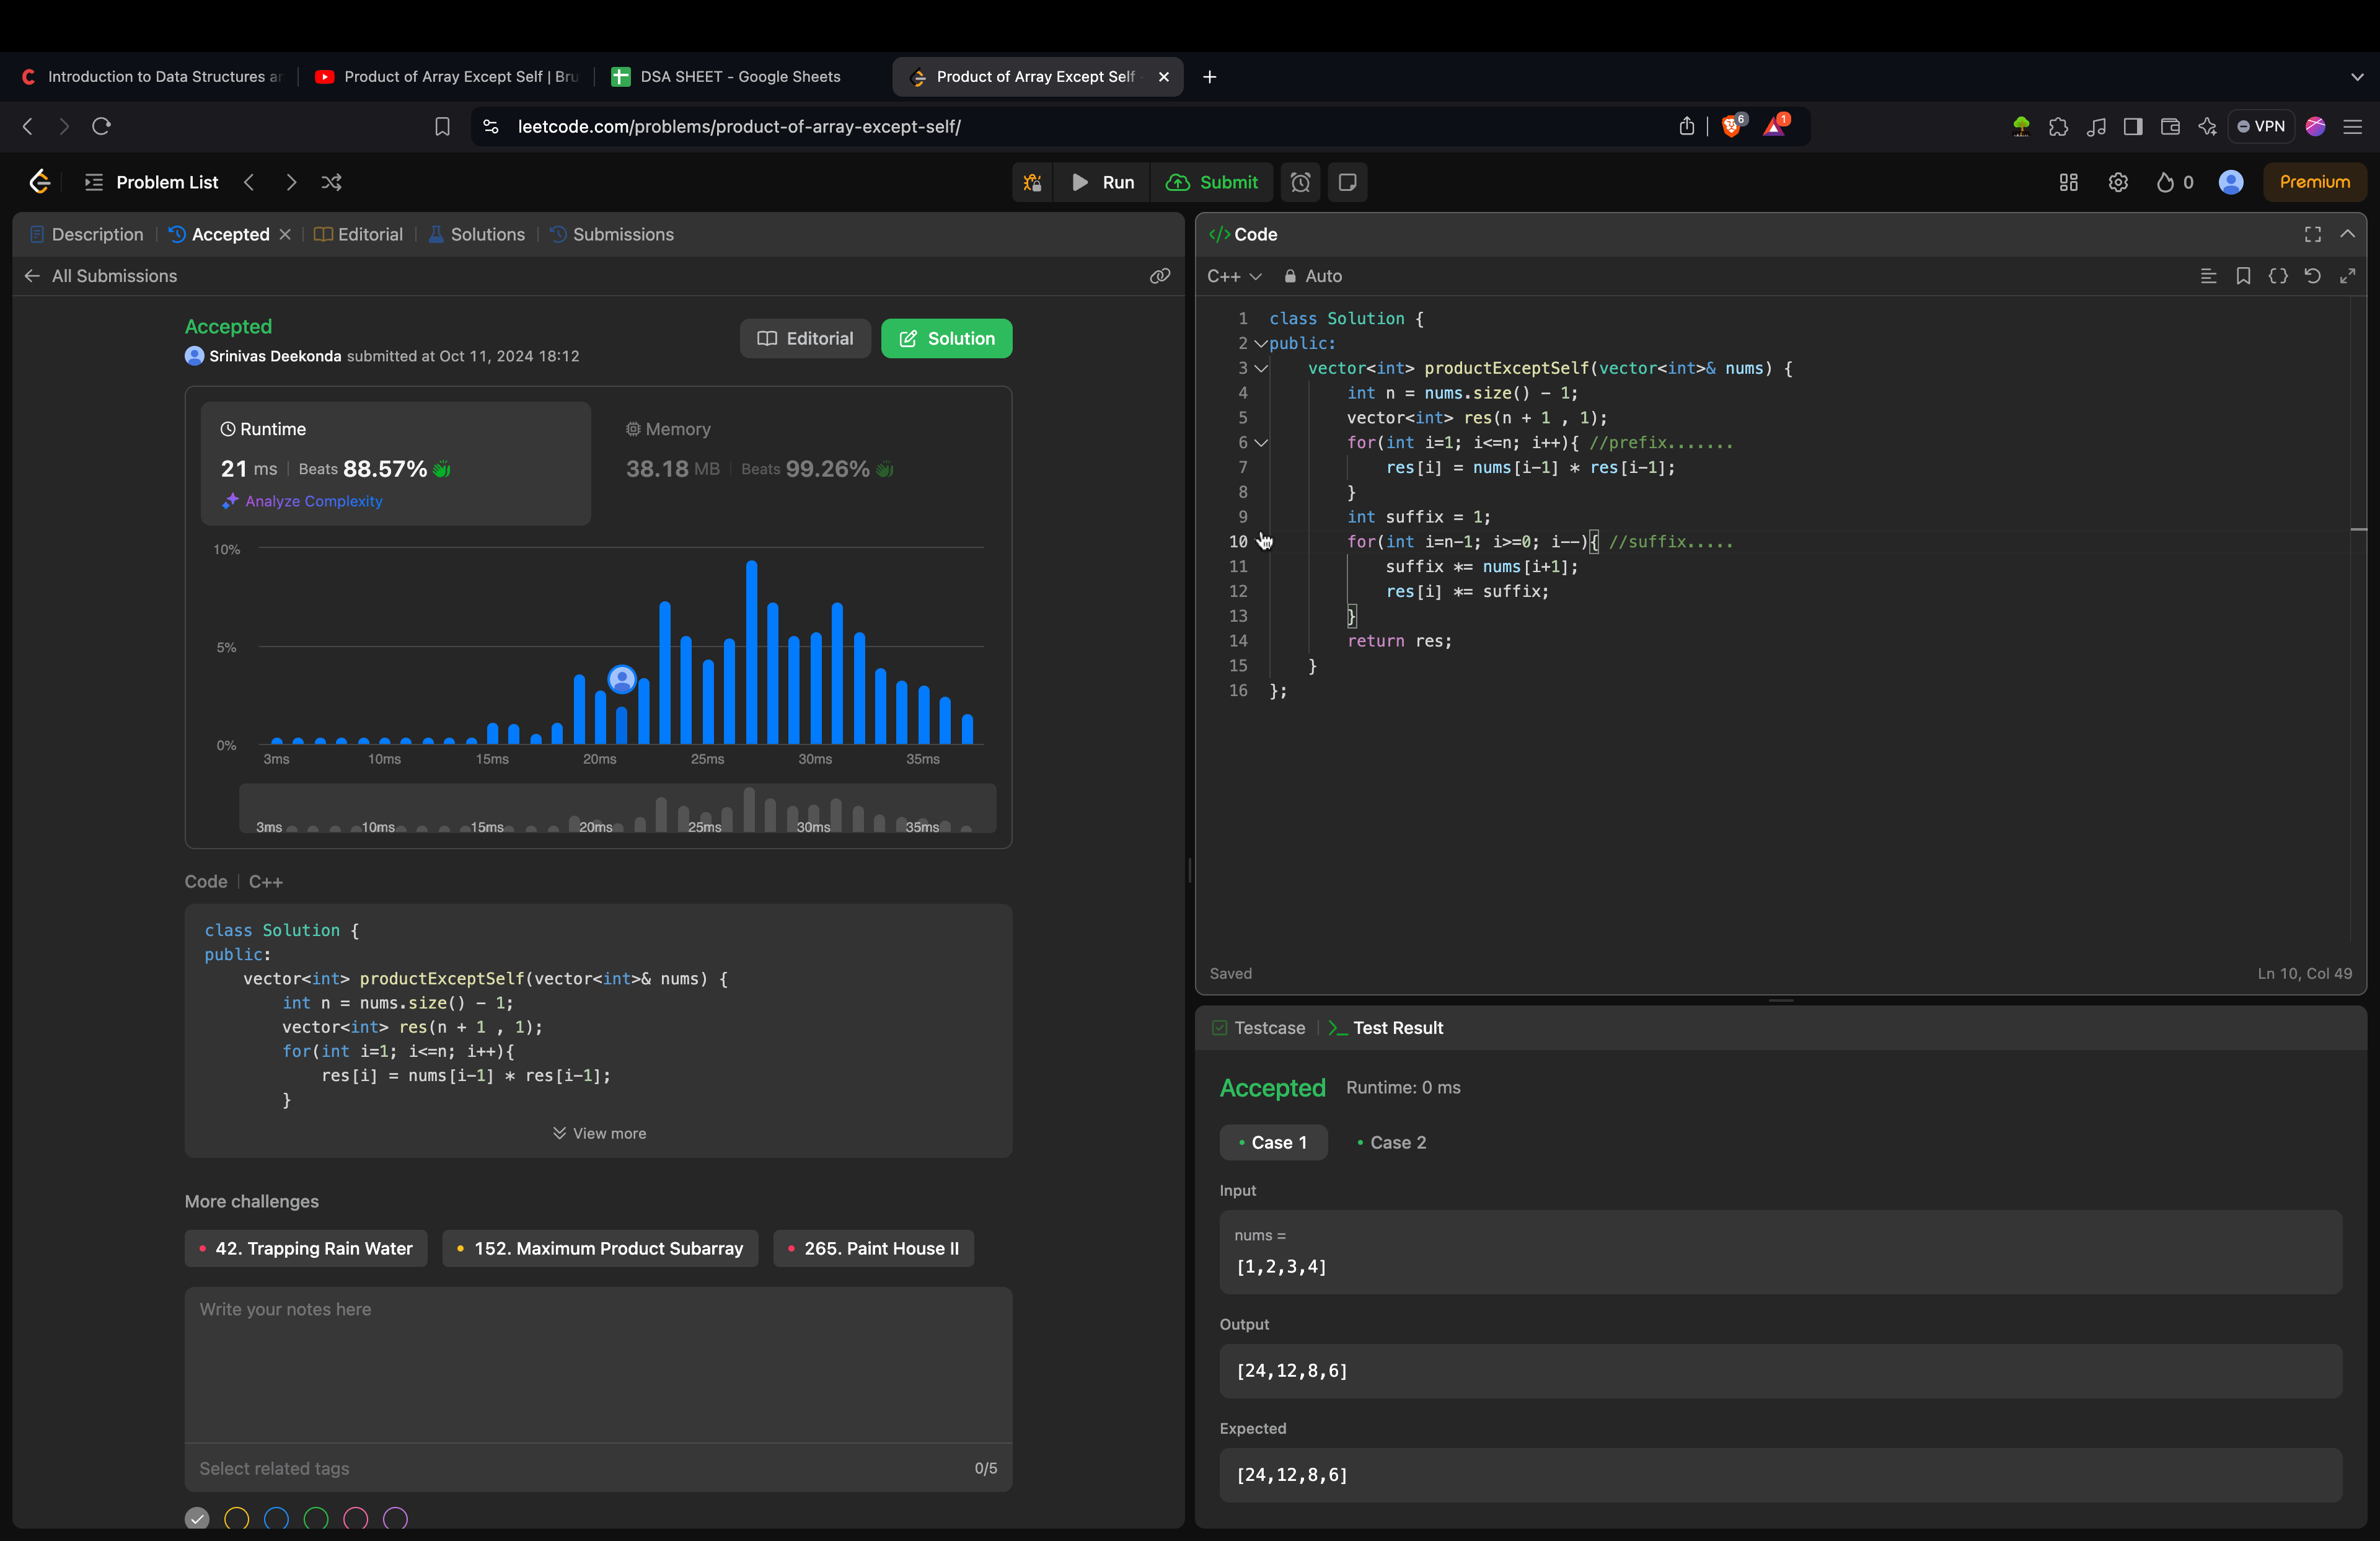 Introduction to Data Structures
Product of Array Except Self | Bru
DSA SHEET - Google Sheets
Product of Array Except Self
leetcode.com/problems/product-of-array-except-self/
6
1
VPN
Problem List
Run
Submit
0
Premium
Description
Accepted
Editorial
Solutions
Submissions
All Submissions
Accepted
Srinivas Deekonda submitted at Oct 11, 2024 18:12
Editorial
Solution
Runtime
21 ms | Beats 88.57%
Analyze Complexity
Memory
38.18 MB | Beats 99.26%
10%
5%
0%
3ms 10ms 15ms 20ms 25ms 30ms 35ms
3ms 10ms 15ms 20ms 25ms 30ms 35ms
Code | C++
class Solution {
public:
    vector<int> productExceptSelf(vector<int>& nums) {
        int n = nums.size() - 1;
        vector<int> res(n + 1 , 1);
        for(int i=1; i<=n; i++){
            res[i] = nums[i-1] * res[i-1];
        }
View more
More challenges
42. Trapping Rain Water
152. Maximum Product Subarray
265. Paint House II
Write your notes here
Select related tags
0/5
</> Code
C++
Auto
1 class Solution {
2 public:
3     vector<int> productExceptSelf(vector<int>& nums) {
4         int n = nums.size() - 1;
5         vector<int> res(n + 1 , 1);
6         for(int i=1; i<=n; i++){ //prefix.......
7             res[i] = nums[i-1] * res[i-1];
8         }
9         int suffix = 1;
10         for(int i=n-1; i>=0; i--){ //suffix.....
11             suffix *= nums[i+1];
12             res[i] *= suffix;
13         }
14         return res;
15     }
16 };
Saved
Ln 10, Col 49
Testcase
Test Result
Accepted
Runtime: 0 ms
Case 1
Case 2
Input
nums =
[1,2,3,4]
Output
[24,12,8,6]
Expected
[24,12,8,6]